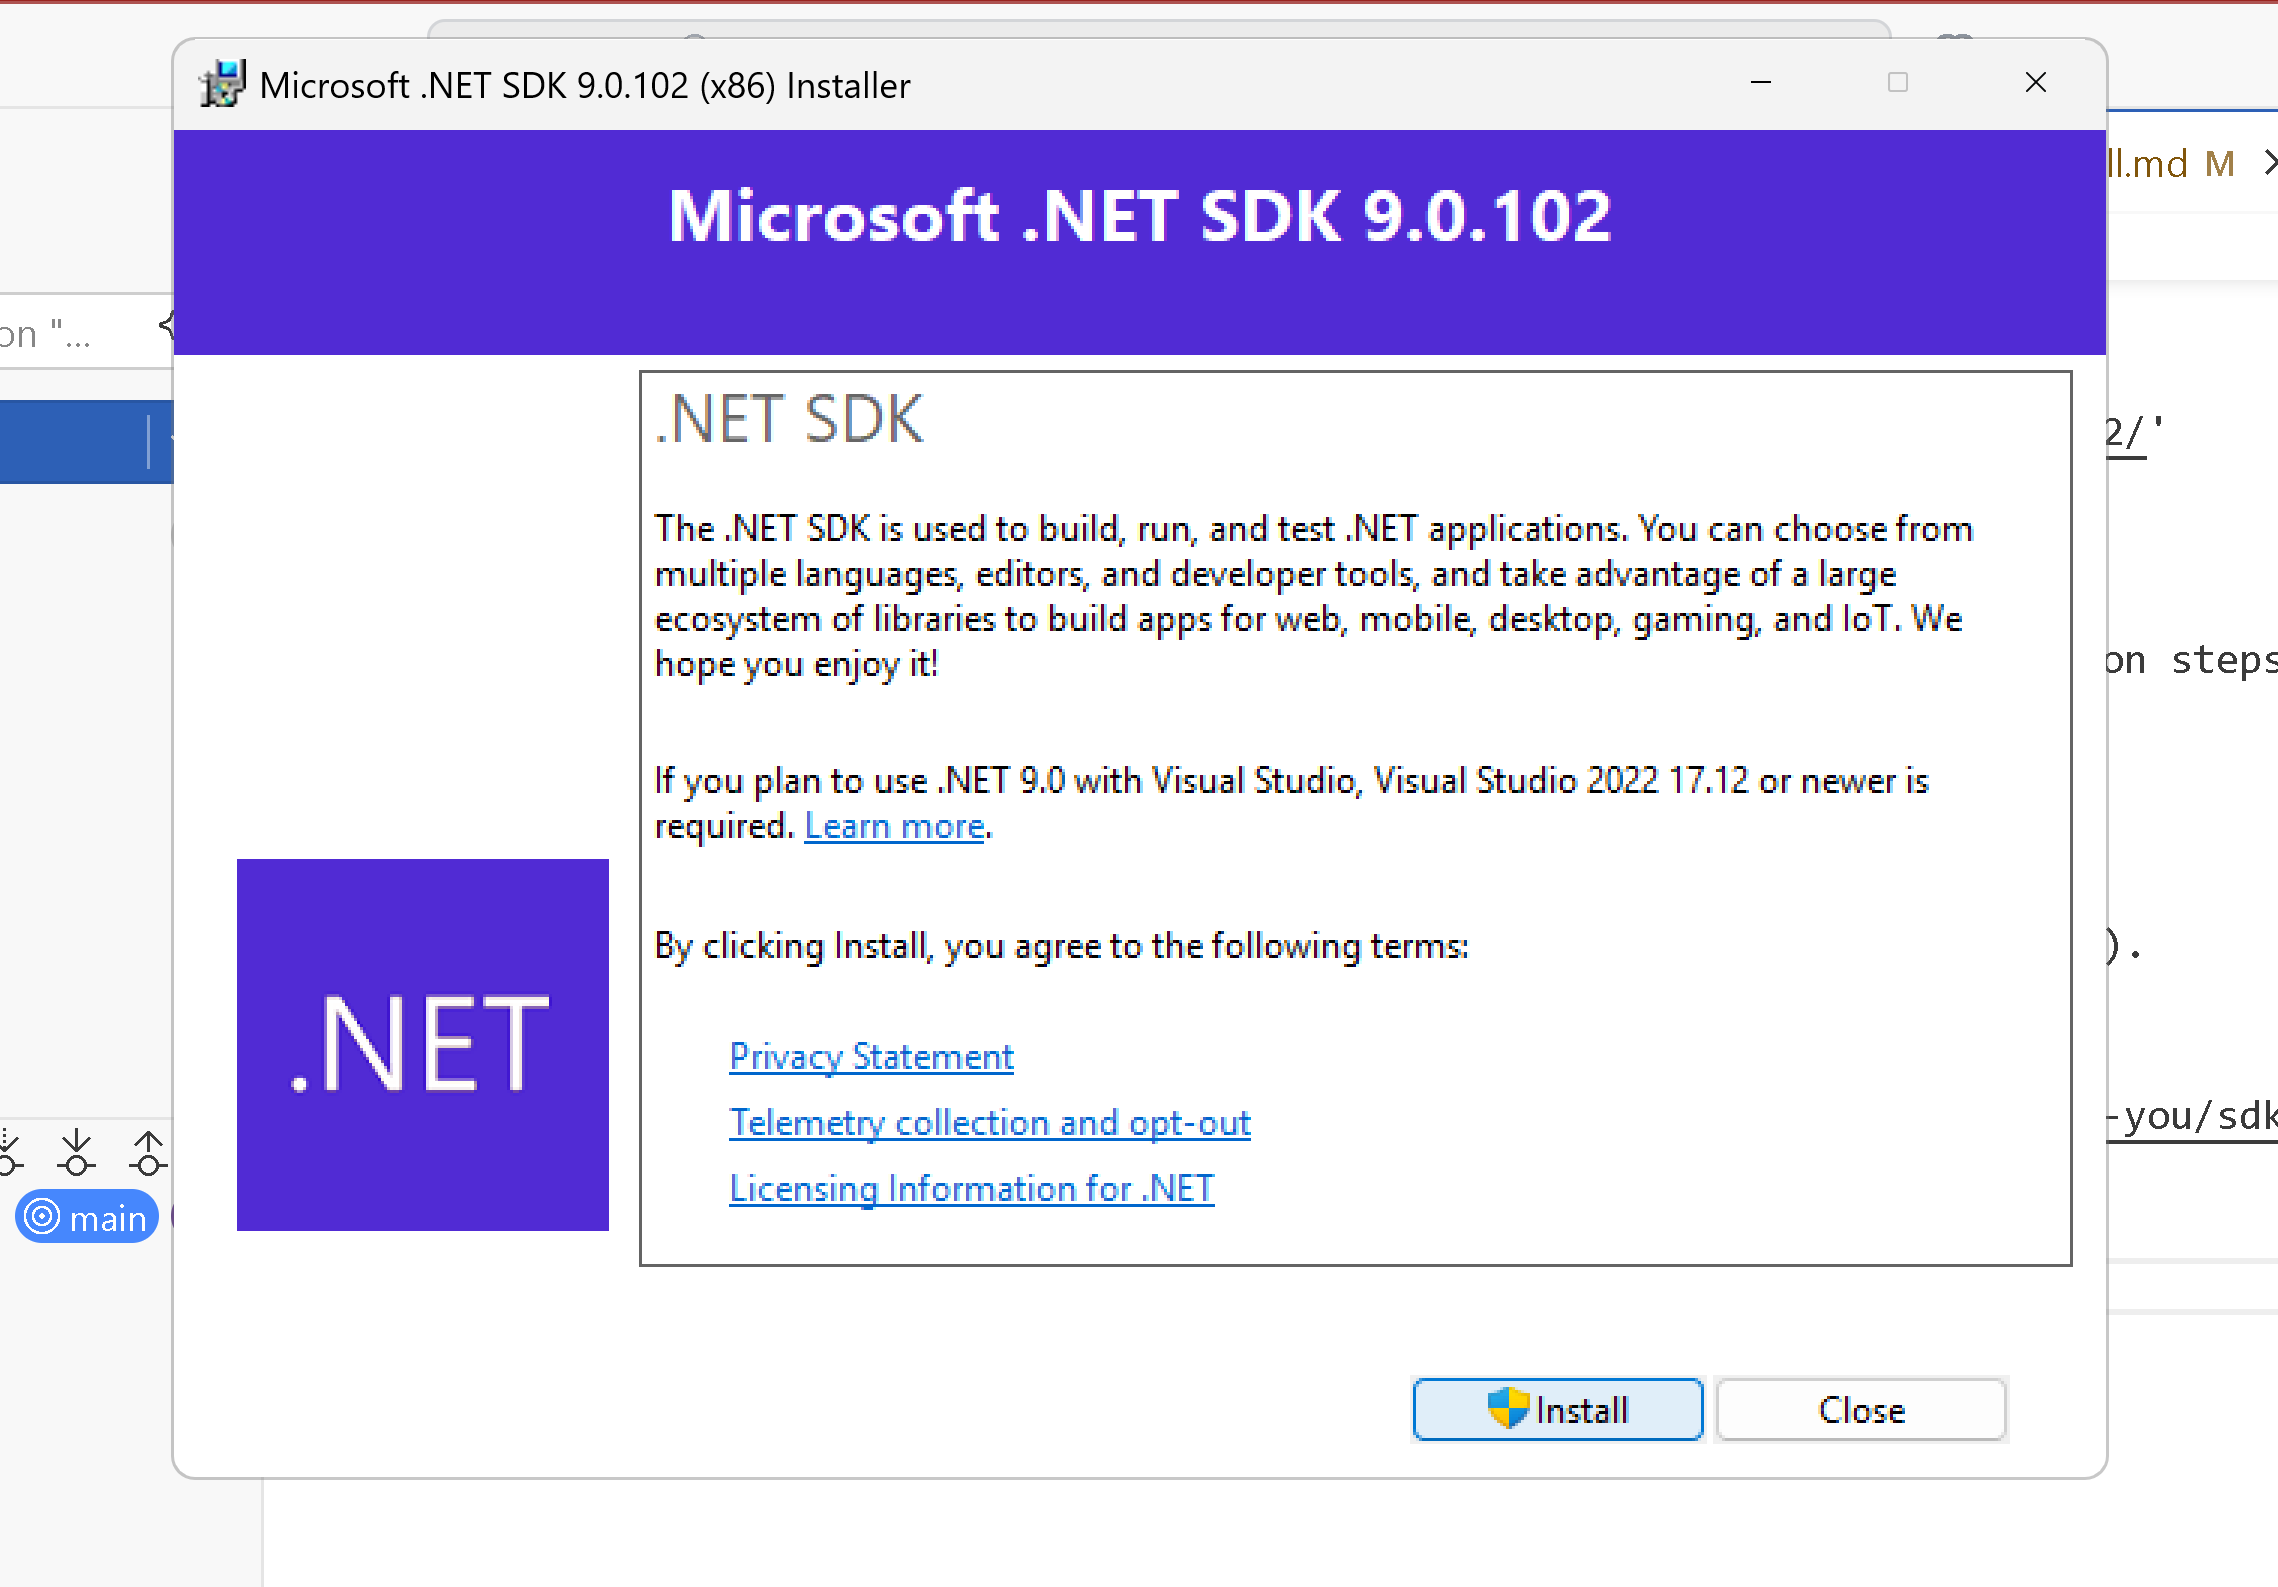 Microsoft .NET SDK 9.0.102 (x86) Installer
ll.md M
Microsoft .NET SDK 9.0.102
on "...
.NET SDK
2/'
The .NET SDK is used to build, run, and test .NET applications. You can choose from
multiple languages, editors, and developer tools, and take advantage of a large
ecosystem of libraries to build apps for web, mobile, desktop, gaming, and IoT. We
hope you enjoy it!
on steps
If you plan to use .NET 9.0 with Visual Studio, Visual Studio 2022 17.12 or newer is
required. Learn more.
By clicking Install, you agree to the following terms:
).
.NET
Privacy Statement
Telemetry collection and opt-out
-you/sdk
Licensing Information for .NET
main
Install
Close